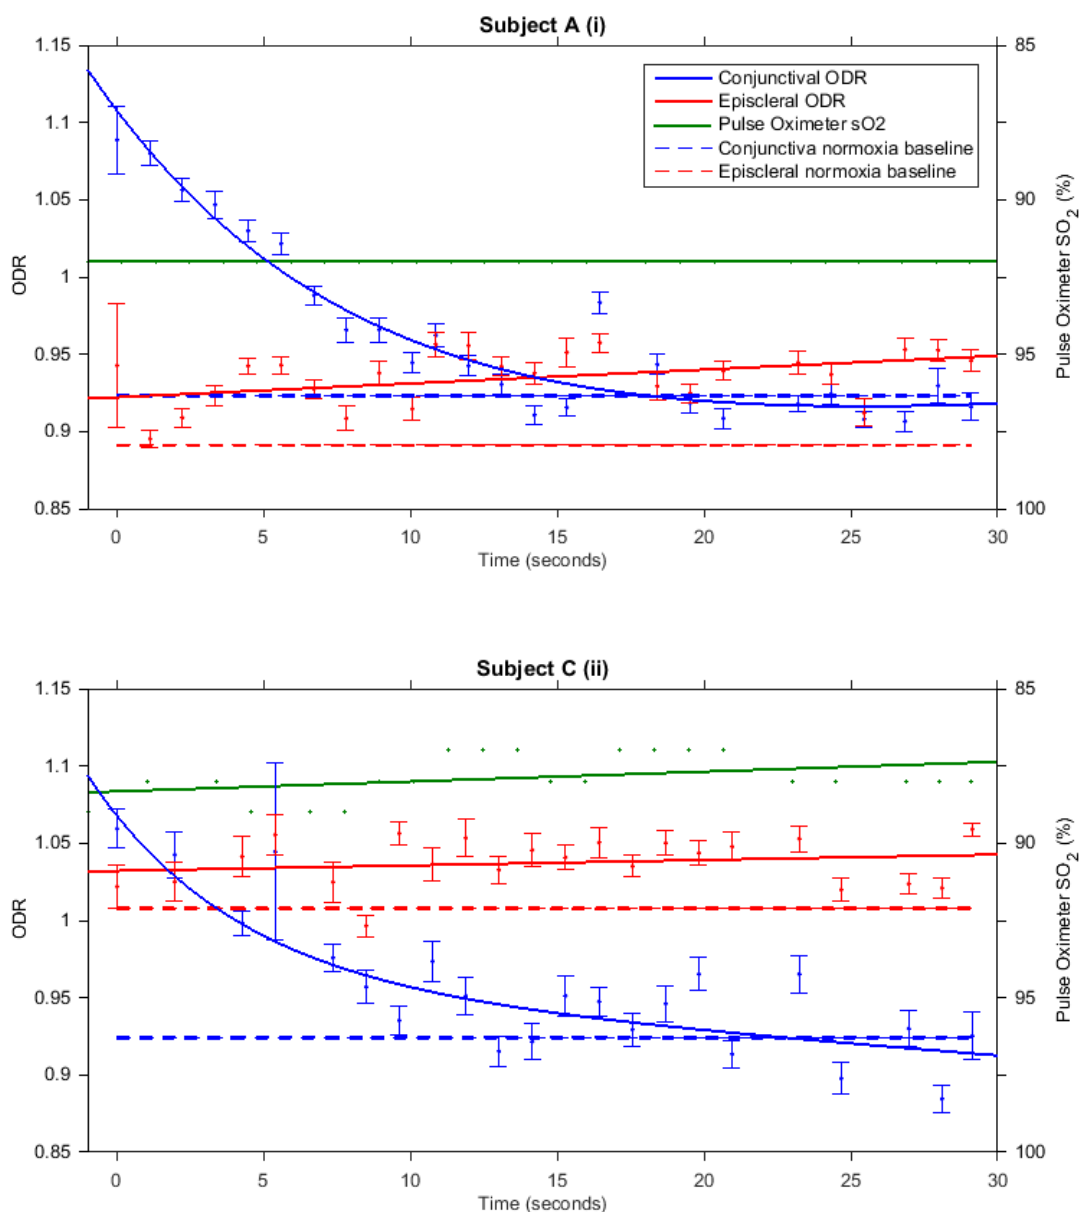 Subject A (i)
1.15
1.1
1.05
1
0.95
0.9
0.85
ODR
Conjunctival ODR
Episcleral ODR
Pulse Oximeter sO2
Conjunctiva normoxia baseline
Episcleral normoxia baseline
85
90
95
100
Pulse Oximeter SO2 (%)
0 5 10 15 20 25 30
Time (seconds)
Subject C (ii)
1.15
1.1
1.05
1
0.95
0.9
0.85
ODR
85
90
95
100
Pulse Oximeter SO2 (%)
0 5 10 15 20 25 30
Time (seconds)